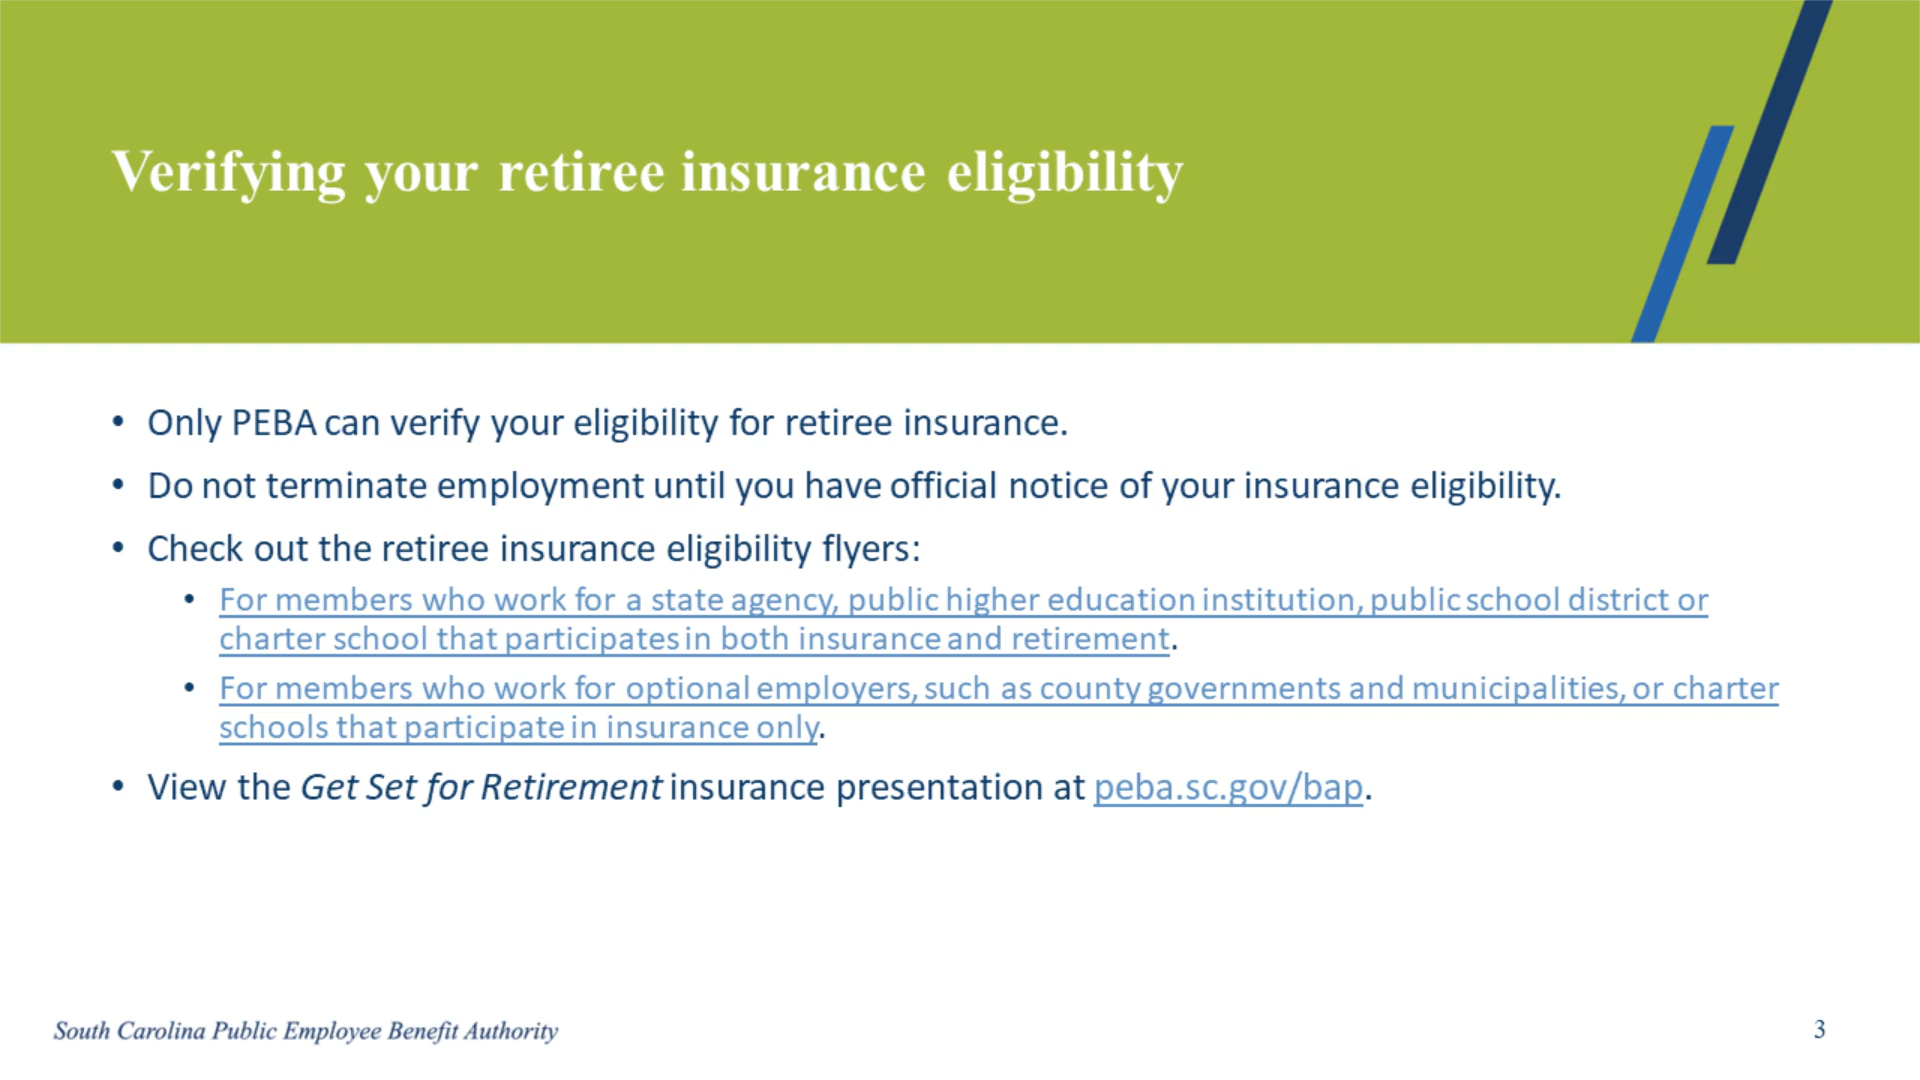 Verifying your retiree insurance eligibility
• Only PEBA can verify your eligibility for retiree insurance.
• Do not terminate employment until you have official notice of your insurance eligibility.
• Check out the retiree insurance eligibility flyers:
• For members who work for a state agency, public higher education institution, public school district or
charter school that participates in both insurance and retirement.
• For members who work for optional employers, such as county governments and municipalities, or charter
schools that participate in insurance only.
• View the Get Set for Retirement insurance presentation at peba.sc.gov/bap.
South Carolina Public Employee Benefit Authority
3